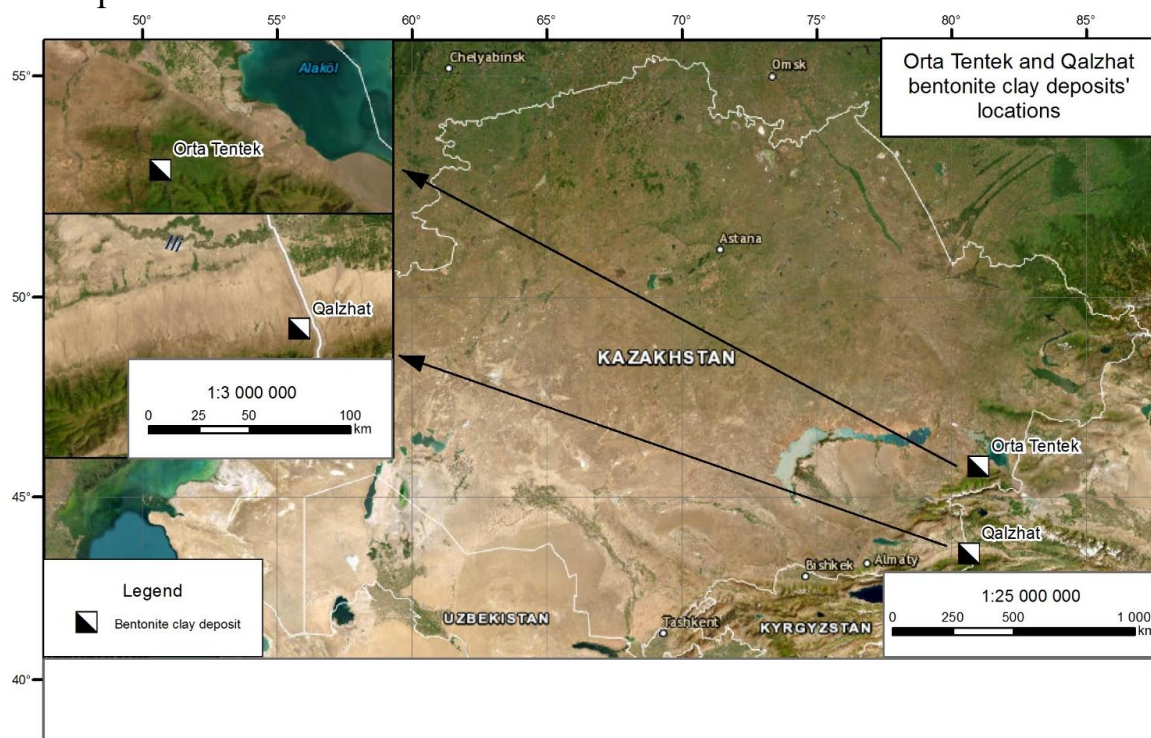 50° 55° 60° 65° 70° 75° 80° 85°
Orta Tentek and Qalzhat
bentonite clay deposits'
locations
55°
50°
45°
40°
Alaköl
Orta Tentek
Qalzhat
1:3 000 000
0 25 50 100
km
Chelyabinsk
Omsk
Astana
KAZAKHSTAN
Orta Tentek
Qalzhat
Bishkek
Almaty
UZBEKISTAN
Tashkent
KYRGYZSTAN
Legend
Bentonite clay deposit
1:25 000 000
0 250 500 1 000
km